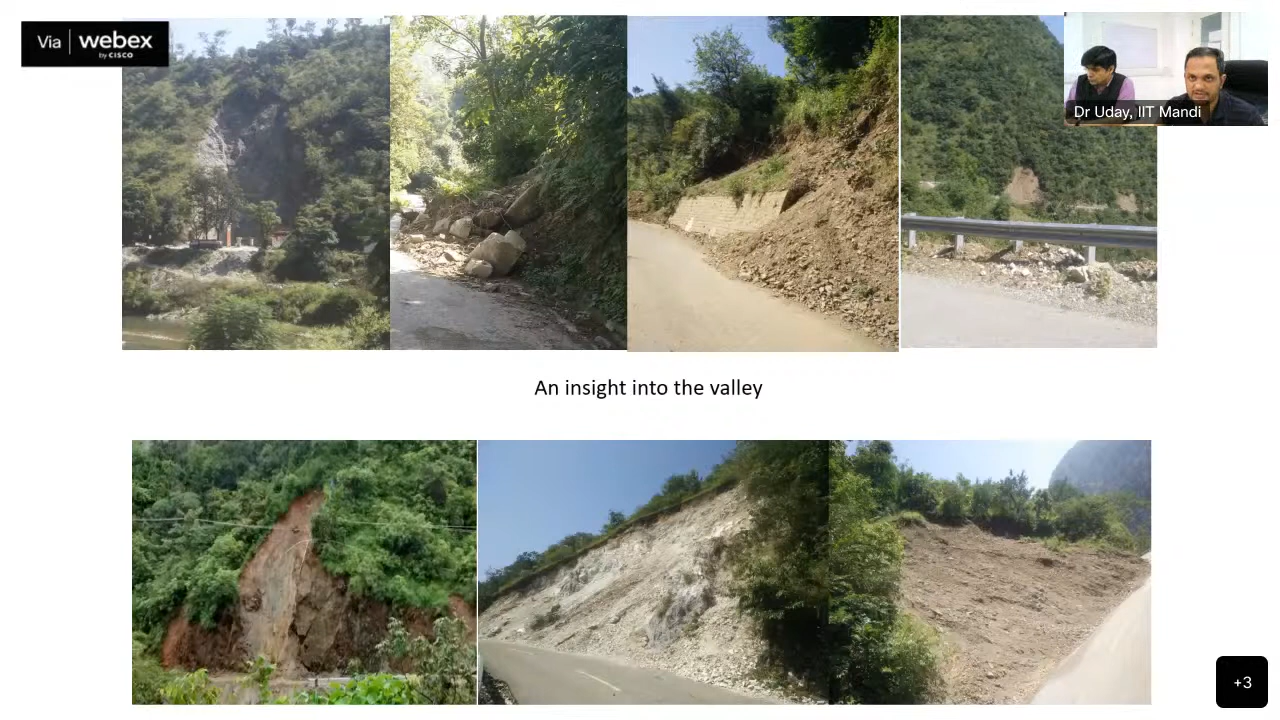 Via | webex
by CISCO
Dr Uday, IIT Mandi
An insight into the valley
+3